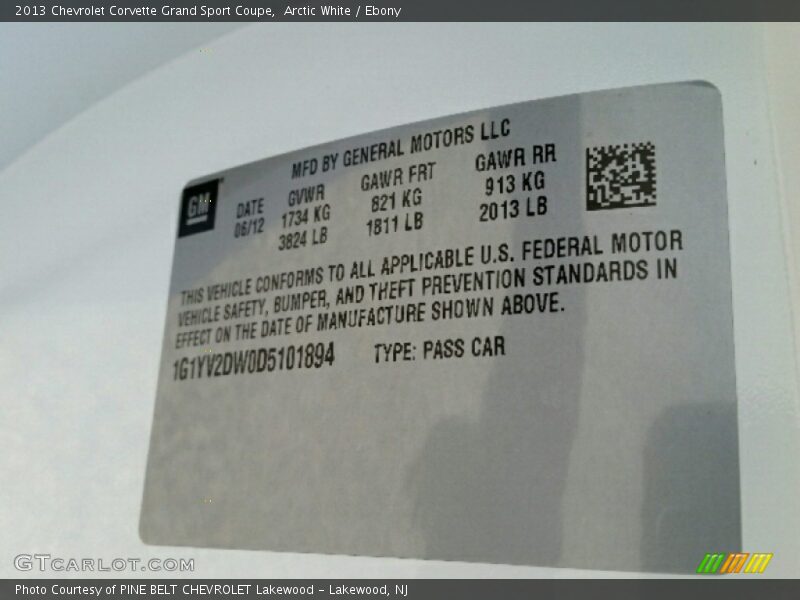 2013 Chevrolet Corvette Grand Sport Coupe,  Arctic White / Ebony
MFD BY GENERAL MOTORS LLC
GM DATE GVWR GAWR FRT GAWR RR
06/12 1734 KG 821 KG 913 KG
3824 LB 1811 LB 2013 LB
THIS VEHICLE CONFORMS TO ALL APPLICABLE U.S. FEDERAL MOTOR
VEHICLE SAFETY, BUMPER, AND THEFT PREVENTION STANDARDS IN
EFFECT ON THE DATE OF MANUFACTURE SHOWN ABOVE.
1G1YV2DW0D5101894 TYPE: PASS CAR
GTCARLOT.COM
Photo Courtesy of PINE BELT CHEVROLET Lakewood - Lakewood, NJ